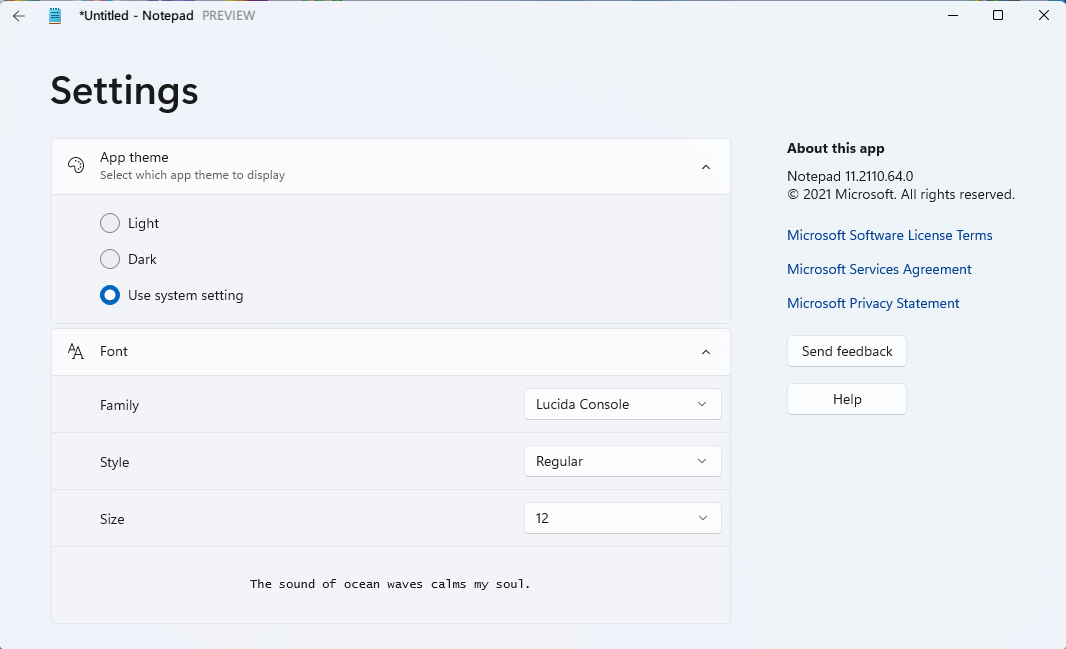 *Untitled - Notepad PREVIEW
Settings
App theme
Select which app theme to display
Light
Dark
Use system setting
Font
Family Lucida Console
Style Regular
Size 12
The sound of ocean waves calms my soul.
About this app
Notepad 11.2110.64.0
© 2021 Microsoft. All rights reserved.
Microsoft Software License Terms
Microsoft Services Agreement
Microsoft Privacy Statement
Send feedback
Help